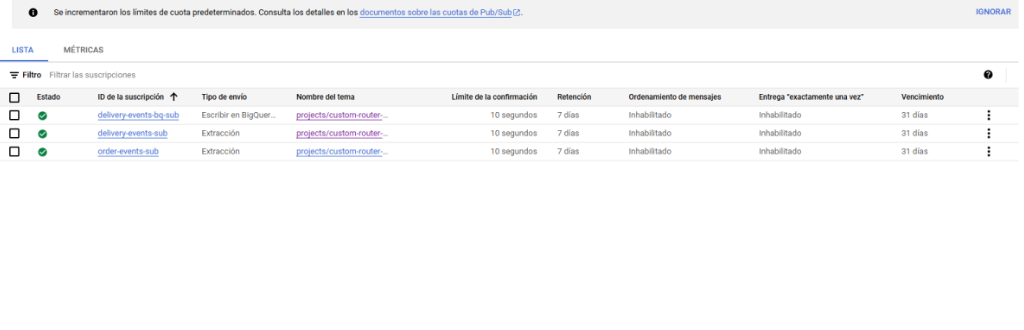 Se incrementaron los límites de cuota predeterminados. Consulta los detalles en los documentos sobre las cuotas de Pub/Sub. IGNORAR
LISTA MÉTRICAS
Filtro Filtrar las suscripciones
Estado ID de la suscripción Tipo de envío Nombre del tema Límite de la confirmación Retención Ordenamiento de mensajes Entrega "exactamente una vez" Vencimiento
delivery-events-bq-sub Escribir en BigQuer... projects/custom-router-... 10 segundos 7 días Inhabilitado Inhabilitado 31 días
delivery-events-sub Extracción projects/custom-router-... 10 segundos 7 días Inhabilitado Inhabilitado 31 días
order-events-sub Extracción projects/custom-router-... 10 segundos 7 días Inhabilitado Inhabilitado 31 días